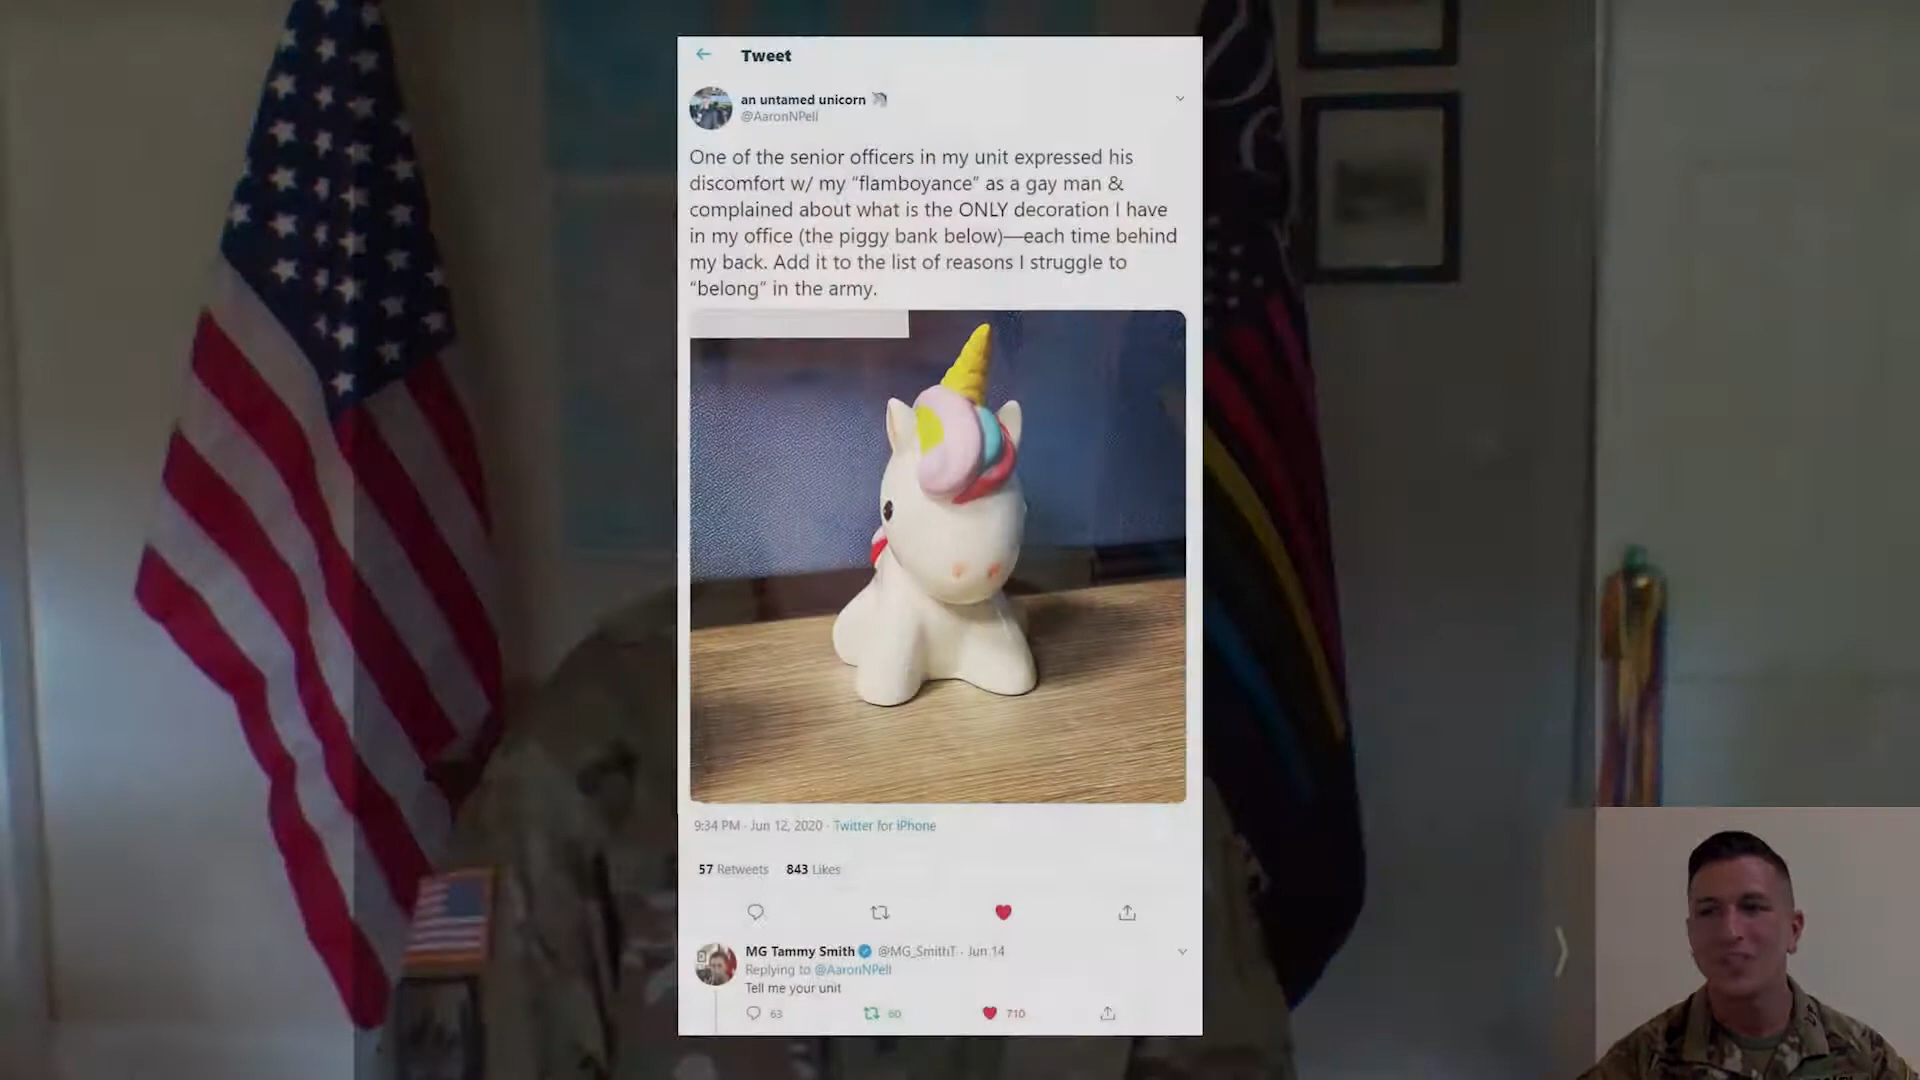 Tweet
an untamed unicorn
@AaronNPell
One of the senior officers in my unit expressed his
discomfort w/ my “flamboyance” as a gay man &
complained about what is the ONLY decoration I have
in my office (the piggy bank below)—each time behind
my back. Add it to the list of reasons I struggle to
“belong” in the army.
9:34 PM · Jun 12, 2020 · Twitter for iPhone
57 Retweets 843 Likes
MG Tammy Smith @MG_SmithT · Jun 14
Replying to @AaronNPell
Tell me your unit
63 60 710